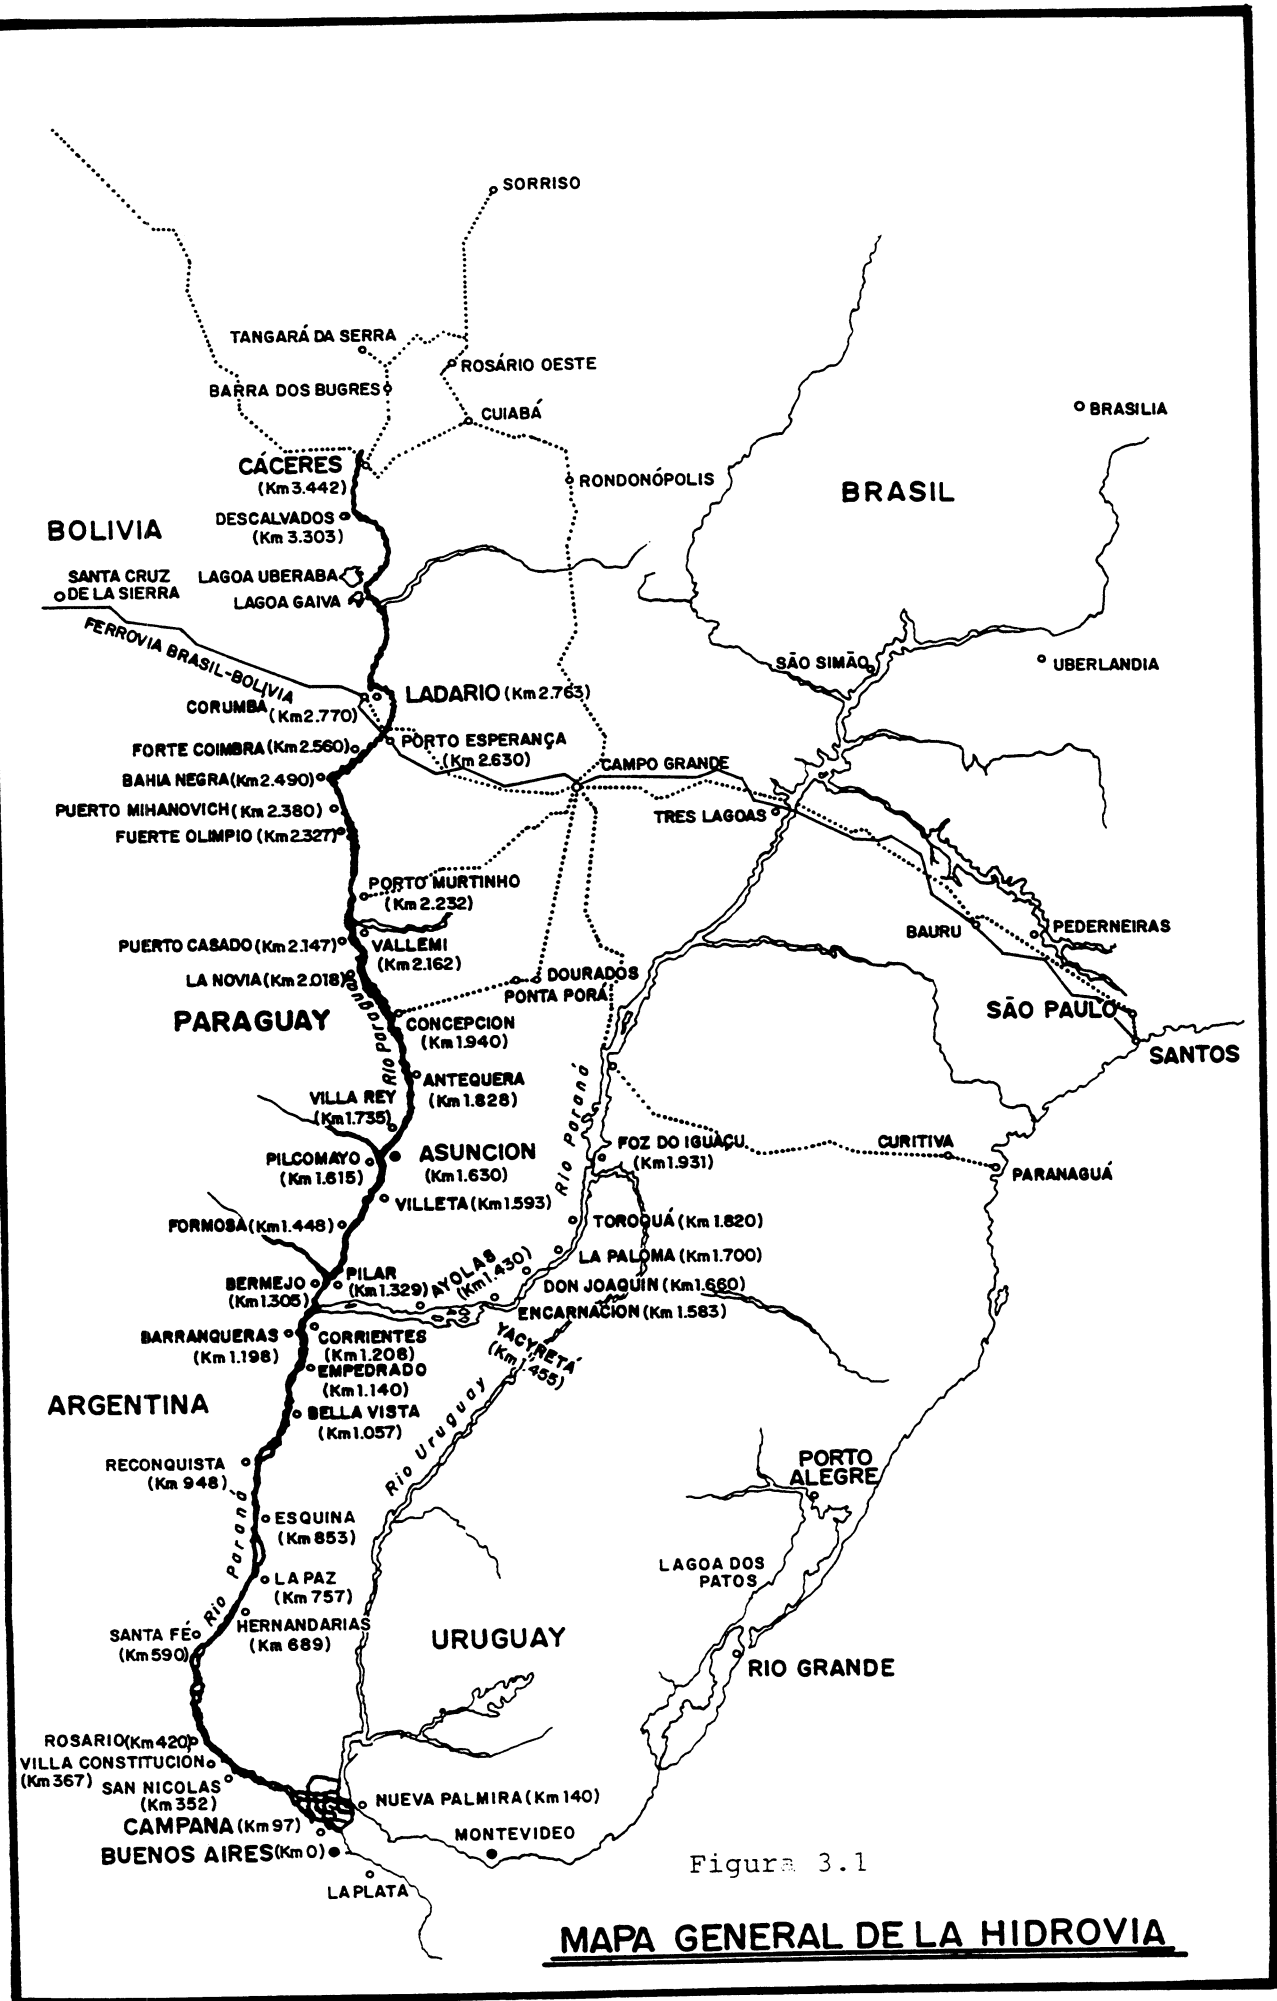 SORRISO
TANGARÁ DA SERRA
ROSÁRIO OESTE
BARRA DOS BUGRES
CUIABÁ
BRASILIA
CÁCERES
(Km 3.442)
RONDONÓPOLIS
BRASIL
DESCALVADOS
(Km 3.303)
BOLIVIA
SANTA CRUZ
DE LA SIERRA
LAGOA UBERABA
LAGOA GAIVA
FERROVIA BRASIL-BOLIVIA
SÃO SIMÃO
UBERLANDIA
LADARIO (Km 2.763)
CORUMBÁ
(Km 2.770)
FORTE COIMBRA (Km 2.560)
PORTO ESPERANÇA
(Km 2.630)
CAMPO GRANDE
BAHIA NEGRA (Km 2.490)
PUERTO MIHANOVICH (Km 2.380)
TRES LAGOAS
FUERTE OLIMPIO (Km 2.327)
PORTO MURTINHO
(Km 2.232)
PUERTO CASADO (Km 2.147)
VALLEMI
(Km 2.162)
BAURU
PEDERNEIRAS
LA NOVIA (Km 2.018)
DOURADOS
PONTA PORÁ
Rio Paraguay
PARAGUAY
CONCEPCION
(Km 1.940)
SÃO PAULO
SANTOS
ANTEQUERA
(Km 1.828)
VILLA REY
(Km 1.735)
Rio Paraná
ASUNCION
(Km 1.630)
FOZ DO IGUAÇU
(Km 1.931)
CURITIVA
PARANAGUÁ
PILCOMAYO
(Km 1.615)
VILLETA (Km 1.593)
FORMOSA (Km 1.448)
TOROQUÁ (Km 1.820)
LA PALOMA (Km 1.700)
AYOLAS
(Km 1.430)
BERMEJO
(Km 1.305)
PILAR
(Km 1.329)
DON JOAQUIN (Km 1.660)
ENCARNACION (Km 1.583)
YACYRETÁ
(Km 1.455)
BARRANQUERAS
(Km 1.198)
CORRIENTES
(Km 1.208)
EMPEDRADO
(Km 1.140)
ARGENTINA
BELLA VISTA
(Km 1.057)
Rio Uruguay
RECONQUISTA
(Km 948)
PORTO
ALEGRE
ESQUINA
(Km 853)
Rio Paraná
LA PAZ
(Km 757)
LAGOA DOS
PATOS
HERNANDARIAS
(Km 689)
SANTA FÉ
(Km 590)
URUGUAY
RIO GRANDE
ROSARIO (Km 420)
VILLA CONSTITUCION
(Km 367)
SAN NICOLAS
(Km 352)
NUEVA PALMIRA (Km 140)
CAMPANA (Km 97)
MONTEVIDEO
BUENOS AIRES (Km 0)
LA PLATA
Figura 3.1
MAPA GENERAL DE LA HIDROVIA